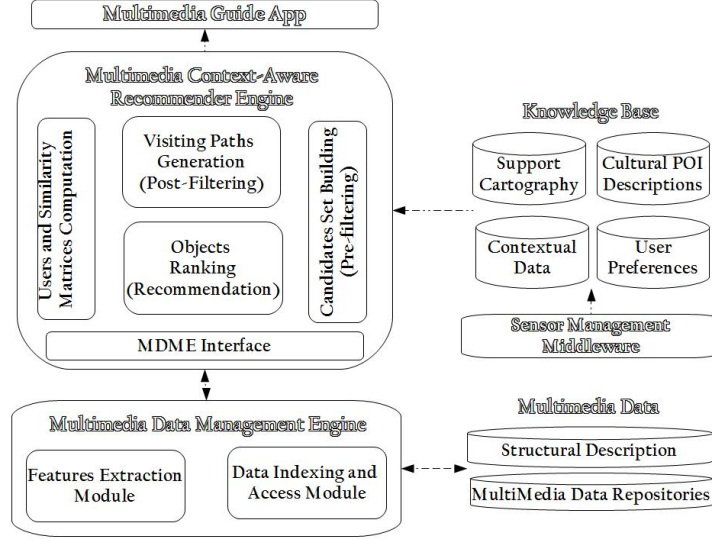 Multimedia Guide App
Multimedia Context-Aware
Recommender Engine
Users and Similarity
Matrices Computation
Visiting Paths
Generation
(Post-Filtering)
Objects
Ranking
(Recommendation)
Candidates Set Building
(Pre-filtering)
MDME Interface
Knowledge Base
Support
Cartography
Cultural POI
Descriptions
Contextual
Data
User
Preferences
Sensor Management
Middleware
Multimedia Data Management Engine
Features Extraction
Module
Data Indexing and
Access Module
Multimedia Data
Structural Description
MultiMedia Data Repositories